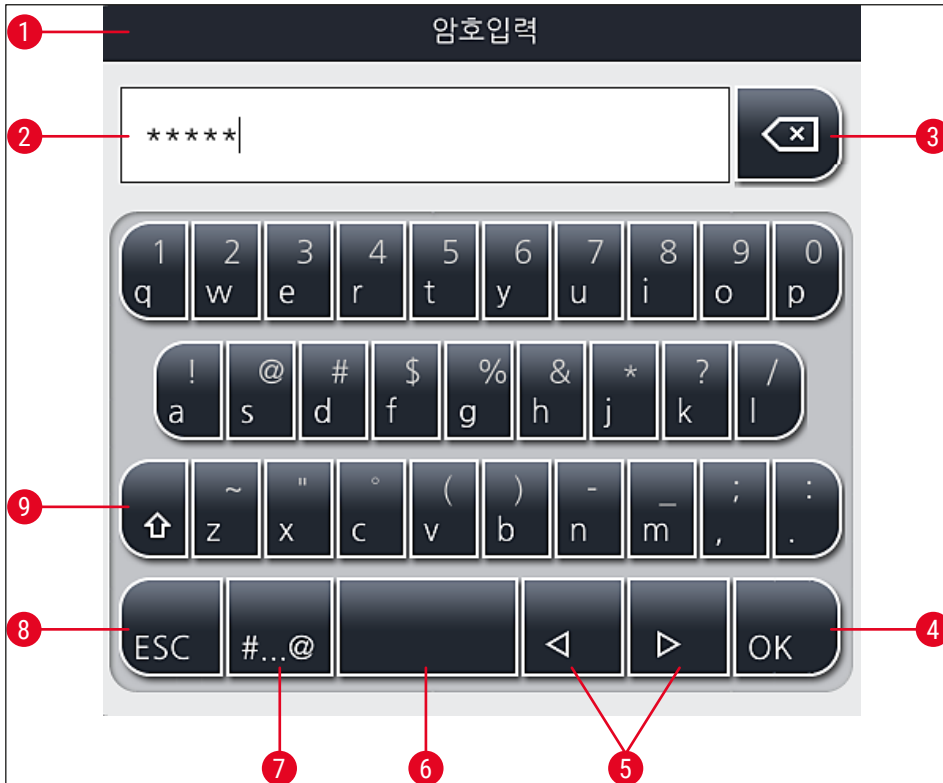 1 암호입력
2 ***** 3
1 2 3 4 5 6 7 8 9 0
q w e r t y u i o p
! @ # $ % & * ? /
a s d f g h j k l
~ " ° ( ) - _ ; :
9 z x c v b n m , .
8 ESC #...@ OK 4
7 6 5